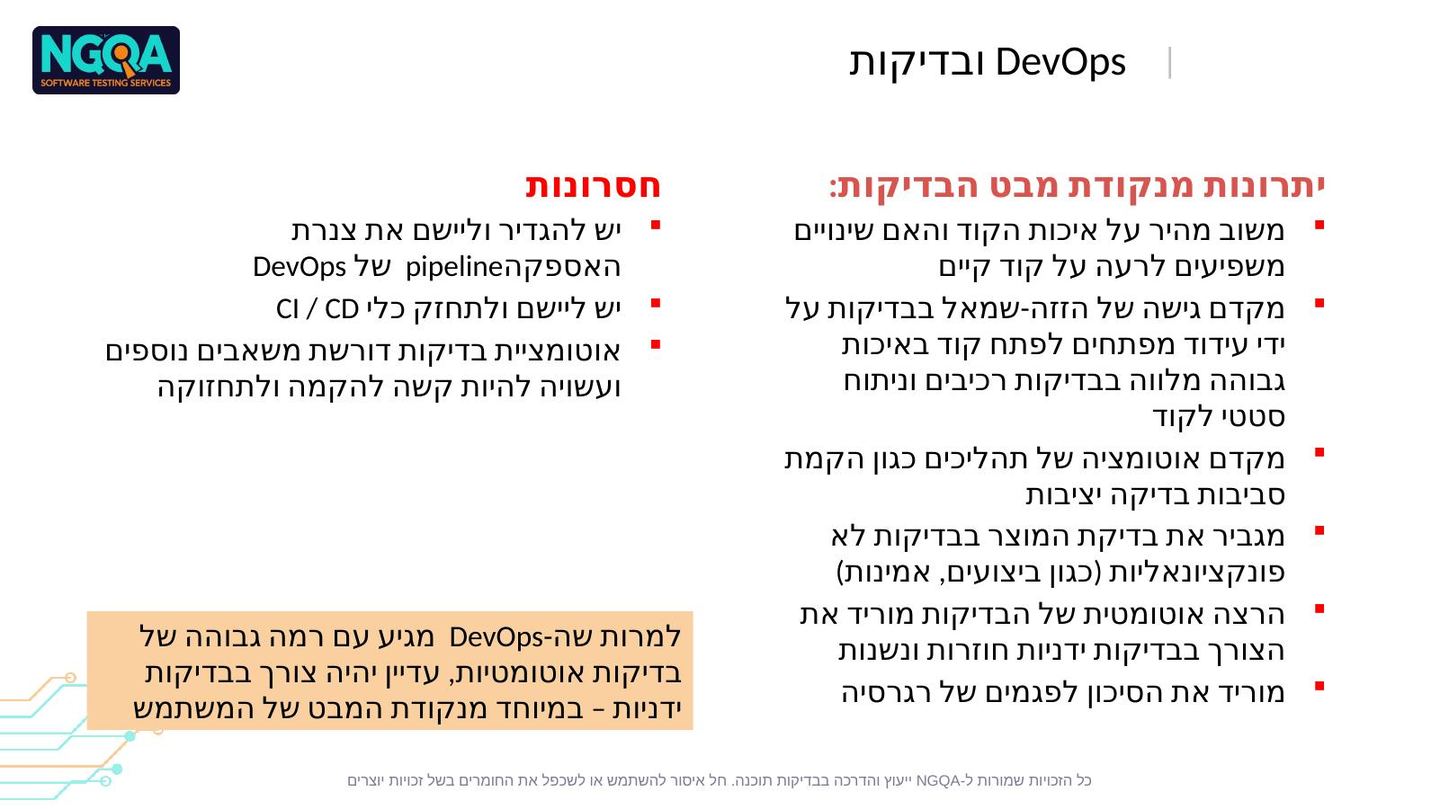 NGQA
SOFTWARE TESTING SERVICES
DevOps ובדיקות
יתרונות מנקודת מבט הבדיקות:
משוב מהיר על איכות הקוד והאם שינויים
משפיעים לרעה על קוד קיים
מקדם גישה של הזזה-שמאל בבדיקות על
ידי עידוד מפתחים לפתח קוד באיכות
גבוהה מלווה בבדיקות רכיבים וניתוח
סטטי לקוד
מקדם אוטומציה של תהליכים כגון הקמת
סביבות בדיקה יציבות
מגביר את בדיקת המוצר בבדיקות לא
פונקציונאליות (כגון ביצועים, אמינות)
הרצה אוטומטית של הבדיקות מוריד את
הצורך בבדיקות ידניות חוזרות ונשנות
מוריד את הסיכון לפגמים של רגרסיה
חסרונות
יש להגדיר וליישם את צנרת
האספקהpipeline של DevOps
יש ליישם ולתחזק כלי CI / CD
אוטומציית בדיקות דורשת משאבים נוספים
ועשויה להיות קשה להקמה ולתחזוקה
למרות שה-DevOps מגיע עם רמה גבוהה של
בדיקות אוטומטיות, עדיין יהיה צורך בבדיקות
ידניות – במיוחד מנקודת המבט של המשתמש
כל הזכויות שמורות ל-NGQA ייעוץ והדרכה בבדיקות תוכנה. חל איסור להשתמש או לשכפל את החומרים בשל זכויות יוצרים